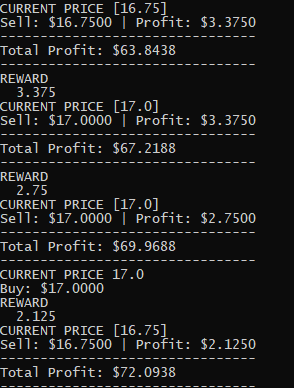 CURRENT PRICE [16.75]
Sell: $16.7500 | Profit: $3.3750
--------------------------------
Total Profit: $63.8438
--------------------------------
REWARD
3.375
CURRENT PRICE [17.0]
Sell: $17.0000 | Profit: $3.3750
--------------------------------
Total Profit: $67.2188
--------------------------------
REWARD
2.75
CURRENT PRICE [17.0]
Sell: $17.0000 | Profit: $2.7500
--------------------------------
Total Profit: $69.9688
--------------------------------
CURRENT PRICE 17.0
Buy: $17.0000
REWARD
2.125
CURRENT PRICE [16.75]
Sell: $16.7500 | Profit: $2.1250
--------------------------------
Total Profit: $72.0938
--------------------------------